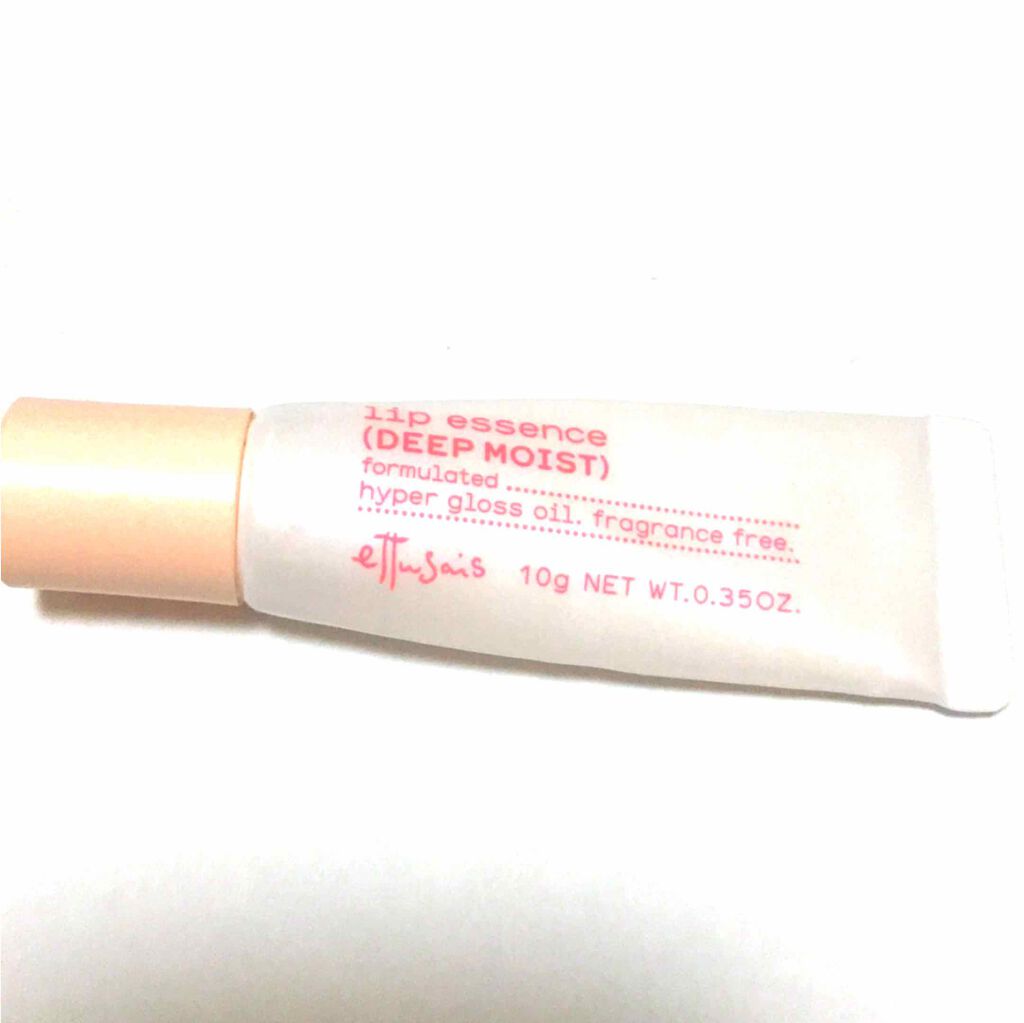 lip essence
(DEEP MOIST)
formulated
hyper gloss oil. fragrance free.
ettusais 10g NET WT.0.35OZ.